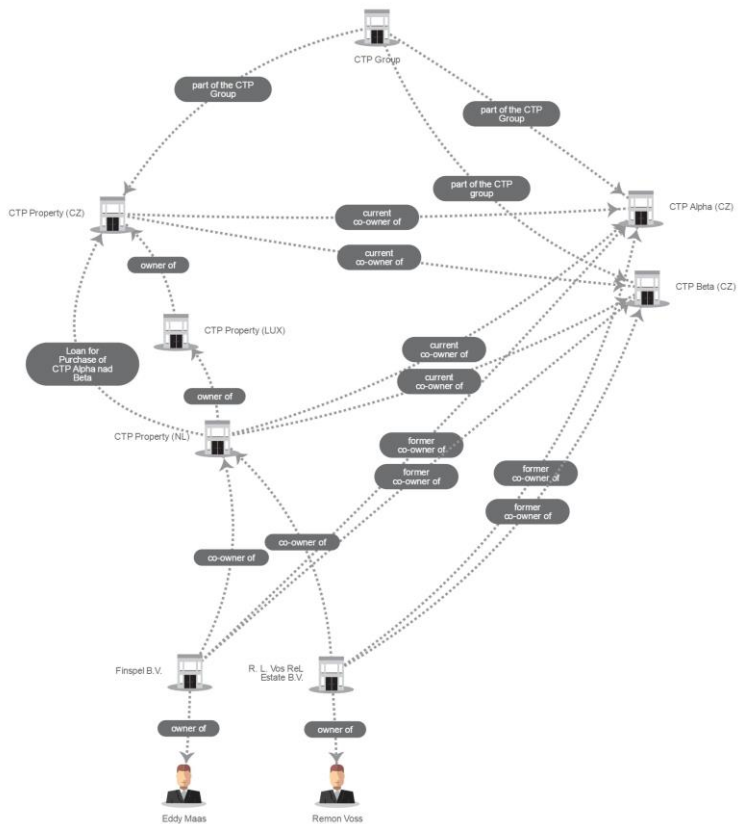 CTP Group
part of the CTP
Group
part of the CTP
Group
part of the CTP
group
CTP Property (CZ)
current
co-owner of
CTP Alpha (CZ)
current
co-owner of
owner of
CTP Beta (CZ)
CTP Property (LUX)
Loan for
Purchase of
CTP Alpha nad
Beta
current
co-owner of
current
co-owner of
owner of
CTP Property (NL)
former
co-owner of
former
co-owner of
former
co-owner of
former
co-owner of
co-owner of
co-owner of
Finspel B.V.
R. L. Vos ReL
Estate B.V.
owner of
owner of
Eddy Maas
Remon Voss